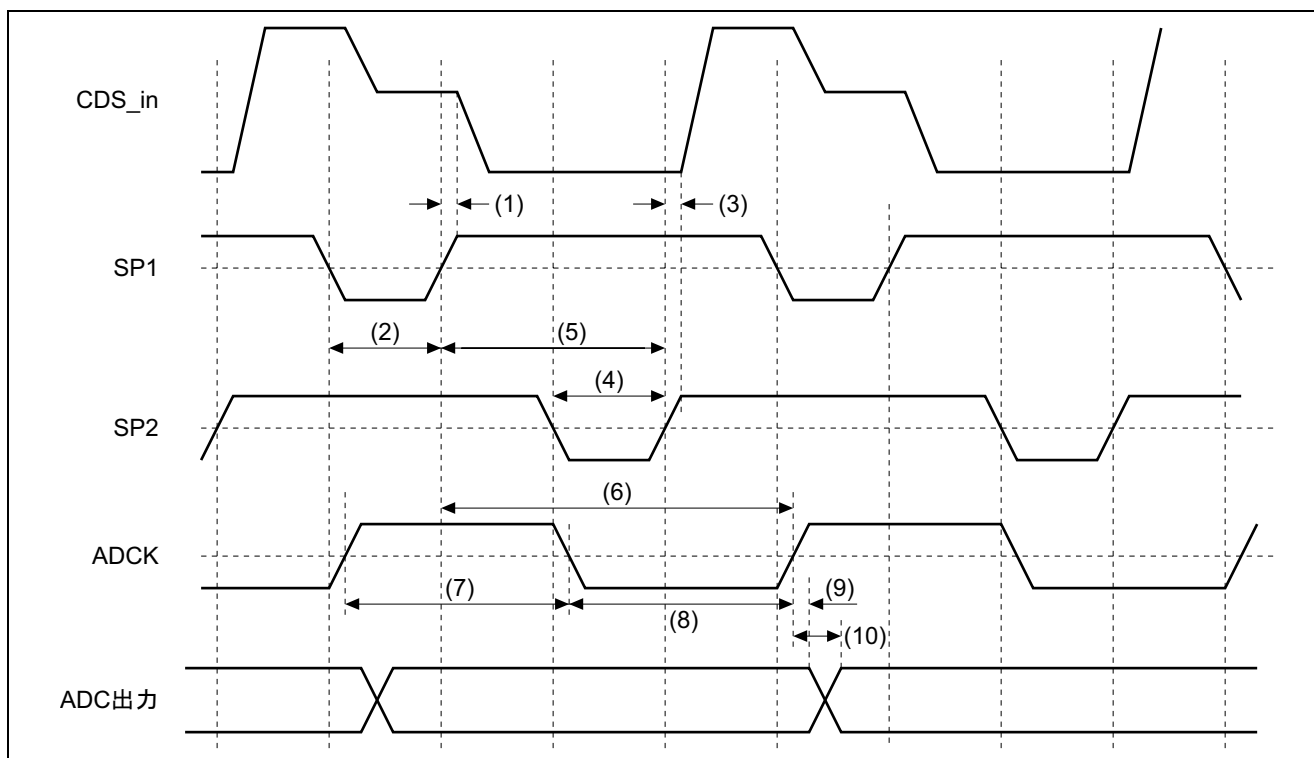 CDS_in
(1)
(3)
SP1
(2)
(5)
(4)
SP2
(6)
ADCK
(7)
(8)
(9)
(10)
ADC出力